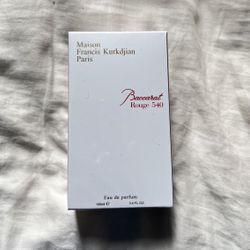 Maison
Francis Kurkdjian
Paris
Baccarat
Rouge 540
Eau de parfum